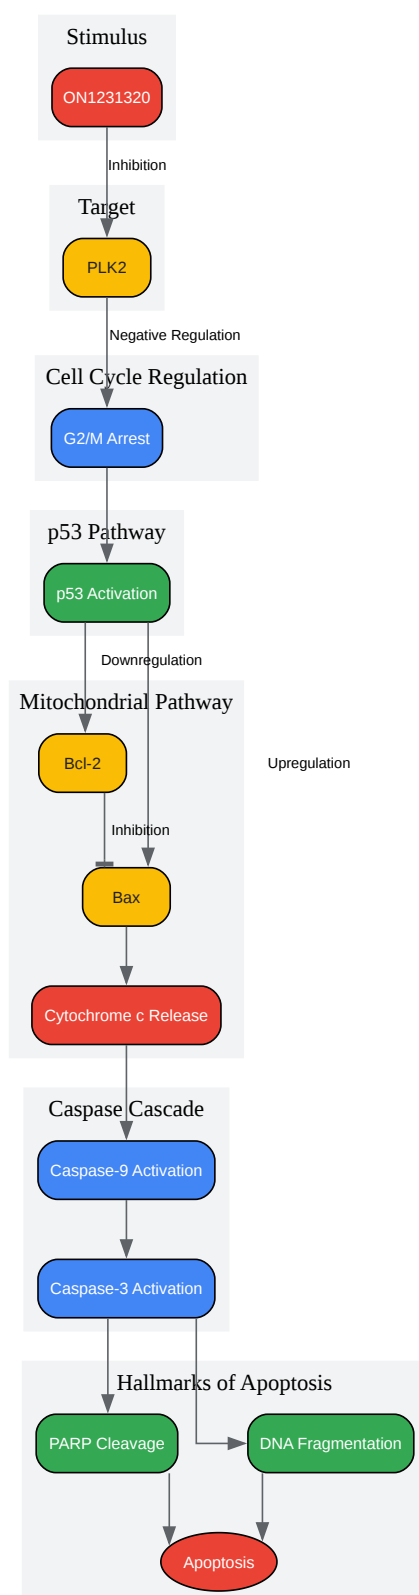 Stimulus
ON1231320
Inhibition
Target
PLK2
Negative Regulation
Cell Cycle Regulation
G2/M Arrest
p53 Pathway
p53 Activation
Downregulation
Mitochondrial Pathway
Bcl-2
Upregulation
Inhibition
Bax
Cytochrome c Release
Caspase Cascade
Caspase-9 Activation
Caspase-3 Activation
Hallmarks of Apoptosis
PARP Cleavage
DNA Fragmentation
Apoptosis